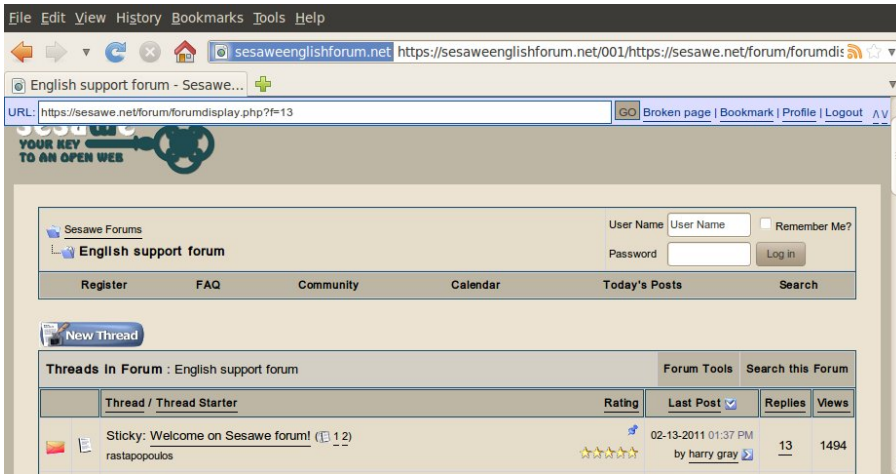 File Edit View History Bookmarks Tools Help
sesaweenglishforum.net https://sesaweenglishforum.net/001/https://sesawe.net/forum/forumdis
English support forum - Sesawe...
URL: https://sesawe.net/forum/forumdisplay.php?f=13 GO Broken page | Bookmark | Profile | Logout
sesawe
YOUR KEY
TO AN OPEN WEB
Sesawe Forums User Name User Name Remember Me?
English support forum Password Log in
Register FAQ Community Calendar Today's Posts Search
New Thread
Threads in Forum : English support forum Forum Tools Search this Forum
Thread / Thread Starter Rating Last Post Replies Views
Sticky: Welcome on Sesawe forum! (1 2) 02-13-2011 01:37 PM 13 1494
rastapopoulos by harry gray